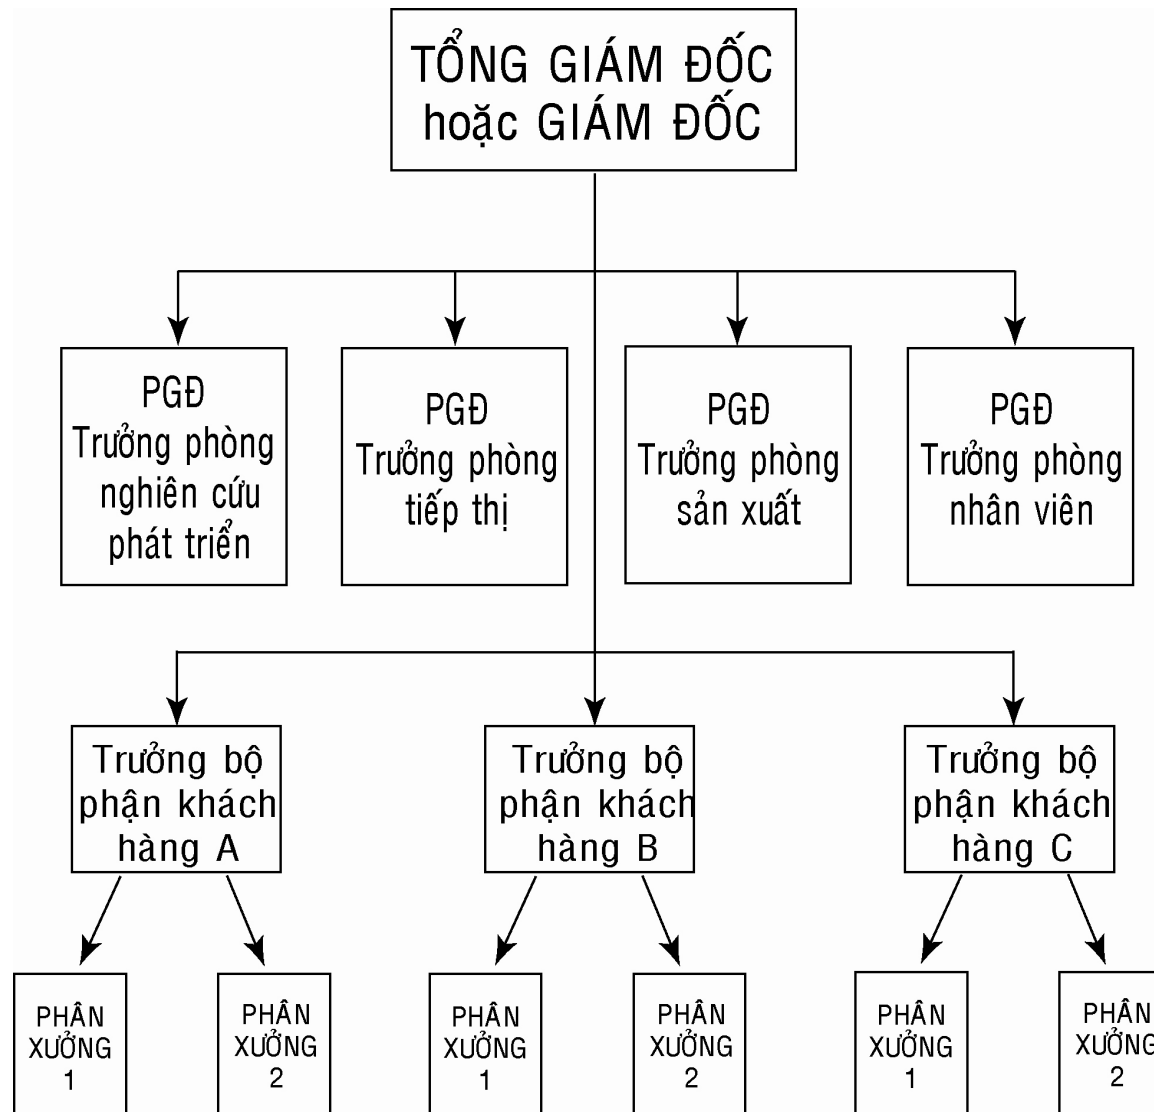 TỔNG GIÁM ĐỐC
hoặc GIÁM ĐỐC
PGĐ
Trưởng phòng
nghiên cứu
phát triển
PGĐ
Trưởng phòng
tiếp thị
PGĐ
Trưởng phòng
sản xuất
PGĐ
Trưởng phòng
nhân viên
Trưởng bộ
phận khách
hàng A
Trưởng bộ
phận khách
hàng B
Trưởng bộ
phận khách
hàng C
PHÂN
XƯỞNG
1
PHÂN
XƯỞNG
2
PHÂN
XƯỞNG
1
PHÂN
XƯỞNG
2
PHÂN
XƯỞNG
1
PHÂN
XƯỞNG
2